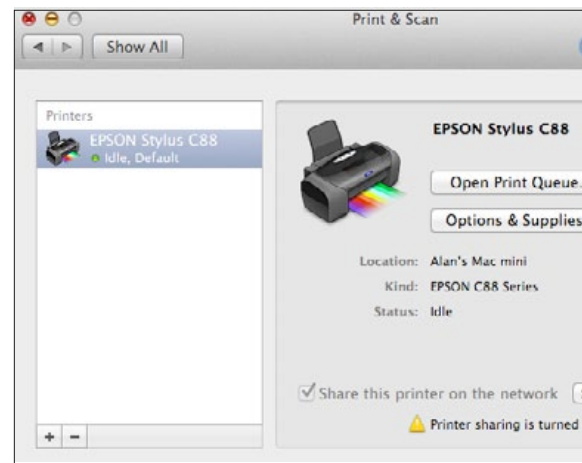 Print & Scan
Show All
Printers
EPSON Stylus C88
Idle, Default
EPSON Stylus C88
Open Print Queue.
Options & Supplies
Location: Alan's Mac mini
Kind: EPSON C88 Series
Status: Idle
Share this printer on the network
Printer sharing is turned
+ −